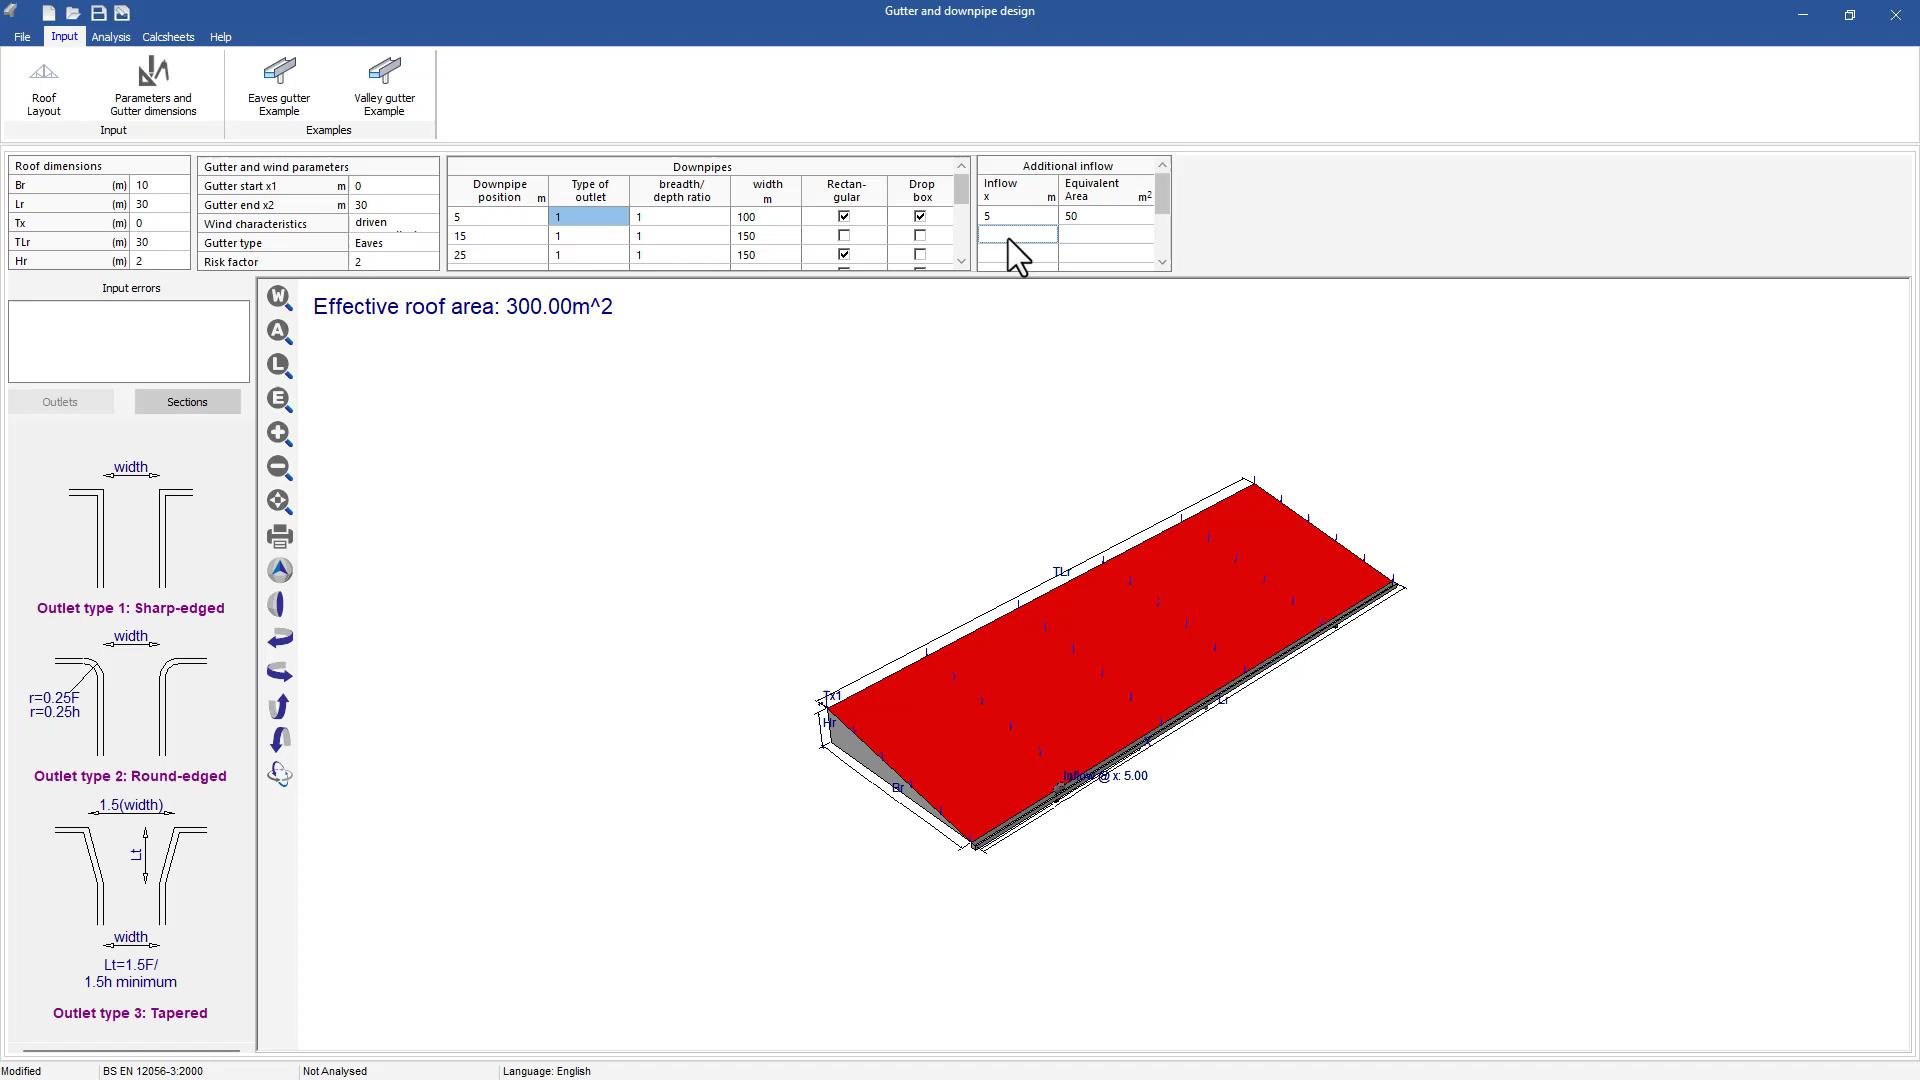 Gutter and downpipe design
File Input Analysis Calcsheets Help
Roof Layout
Parameters and Gutter dimensions
Input
Eaves gutter Example
Valley gutter Example
Examples
Roof dimensions
Br (m) 10
Lr (m) 30
Tx (m) 0
TLr (m) 30
Hr (m) 2
Gutter and wind parameters
Gutter start x1 m 0
Gutter end x2 m 30
Wind characteristics driven
Gutter type Eaves
Risk factor 2
Downpipes
Downpipe position m Type of outlet breadth/ depth ratio width m Rectan- gular Drop box
5 1 1 100
15 1 1 150
25 1 1 150
Additional inflow
Inflow x m Equivalent Area m2
5 50
Input errors
Outlets Sections
width
Outlet type 1: Sharp-edged
width
r=0.25F
r=0.25h
Outlet type 2: Round-edged
1.5(width)
Lt
width
Lt=1.5F/
1.5h minimum
Outlet type 3: Tapered
W
A
L
E
Effective roof area: 300.00m^2
TLr
Tx1
Hr
Br
Lr
Inflow @ x: 5.00
Modified BS EN 12056-3:2000 Not Analysed Language: English